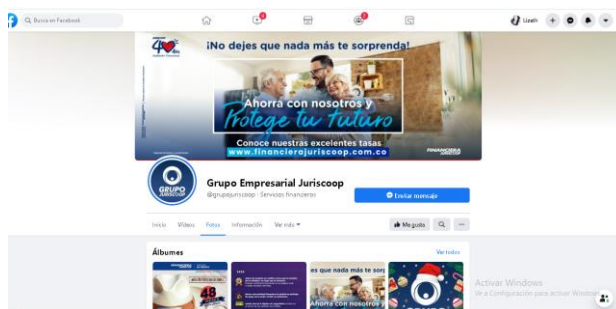 Busca en Facebook
Lizeth
¡No dejes que nada más te sorprenda!
Ahorra con nosotros y
Protege tu futuro
Conoce nuestras excelentes tasas
www.financierajuriscoop.com.co
FINANCIERA
JURISCOOP
GRUPO
JURISCOOP
Grupo Empresarial Juriscoop
@grupojuriscoop · Servicios financieros
Enviar mensaje
Inicio Videos Fotos Información Ver más
Me gusta
Álbumes
Ver todos
48
es que nada más te sorp
Ahorra con nosotros
Activar Windows
Ve a Configuración para activar Windows